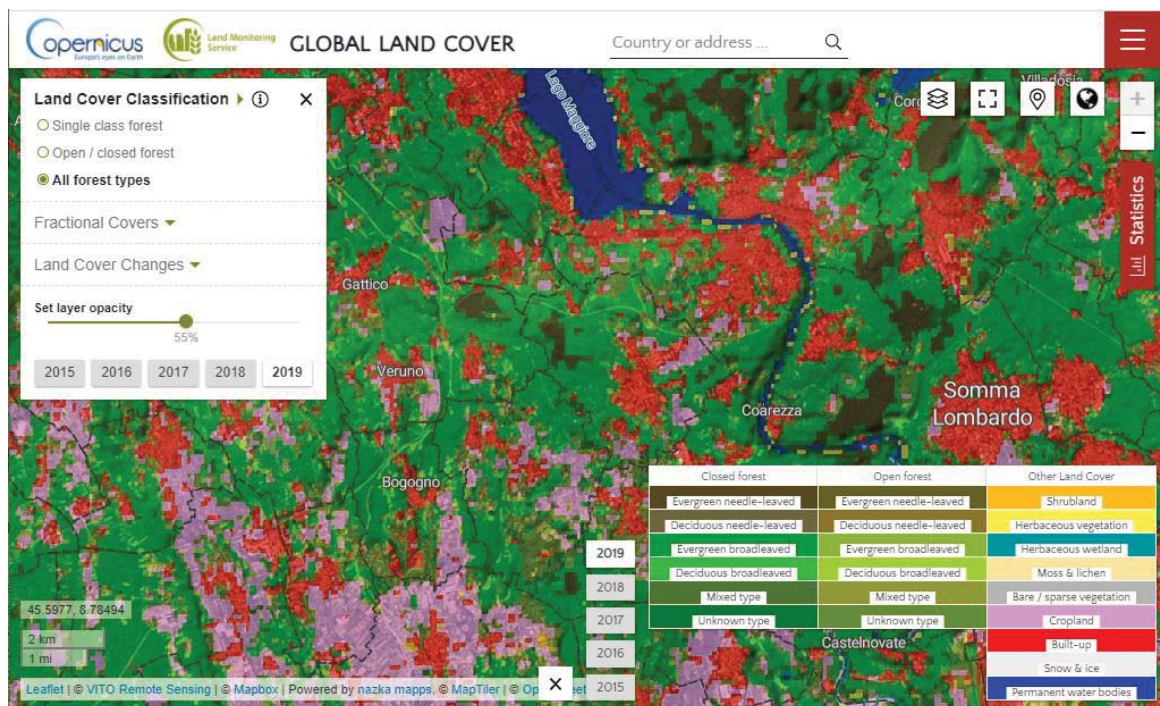 opernicus
Europe's eyes on Earth
Land Monitoring
Service
GLOBAL LAND COVER
Country or address ...
Land Cover Classification
Single class forest
Open / closed forest
All forest types
Fractional Covers
Land Cover Changes
Set layer opacity
55%
2015 2016 2017 2018 2019
Lago Maggiore
Villadosia
Statistics
Gattico
Veruno
Coarezza
Somma
Lombardo
Bogogno
Closed forest Open forest Other Land Cover
Evergreen needle-leaved Evergreen needle-leaved Shrubland
Deciduous needle-leaved Deciduous needle-leaved Herbaceous vegetation
Evergreen broadleaved Evergreen broadleaved Herbaceous wetland
Deciduous broadleaved Deciduous broadleaved Moss & lichen
Mixed type Mixed type Bare / sparse vegetation
Unknown type Unknown type Cropland
Built-up
Snow & ice
Permanent water bodies
2019
2018
2017
2016
2015
Castelnovate
45.5977, 8.78494
2 km
1 mi
Leaflet | © VITO Remote Sensing | © Mapbox | Powered by nazka mapps, © MapTiler | ©